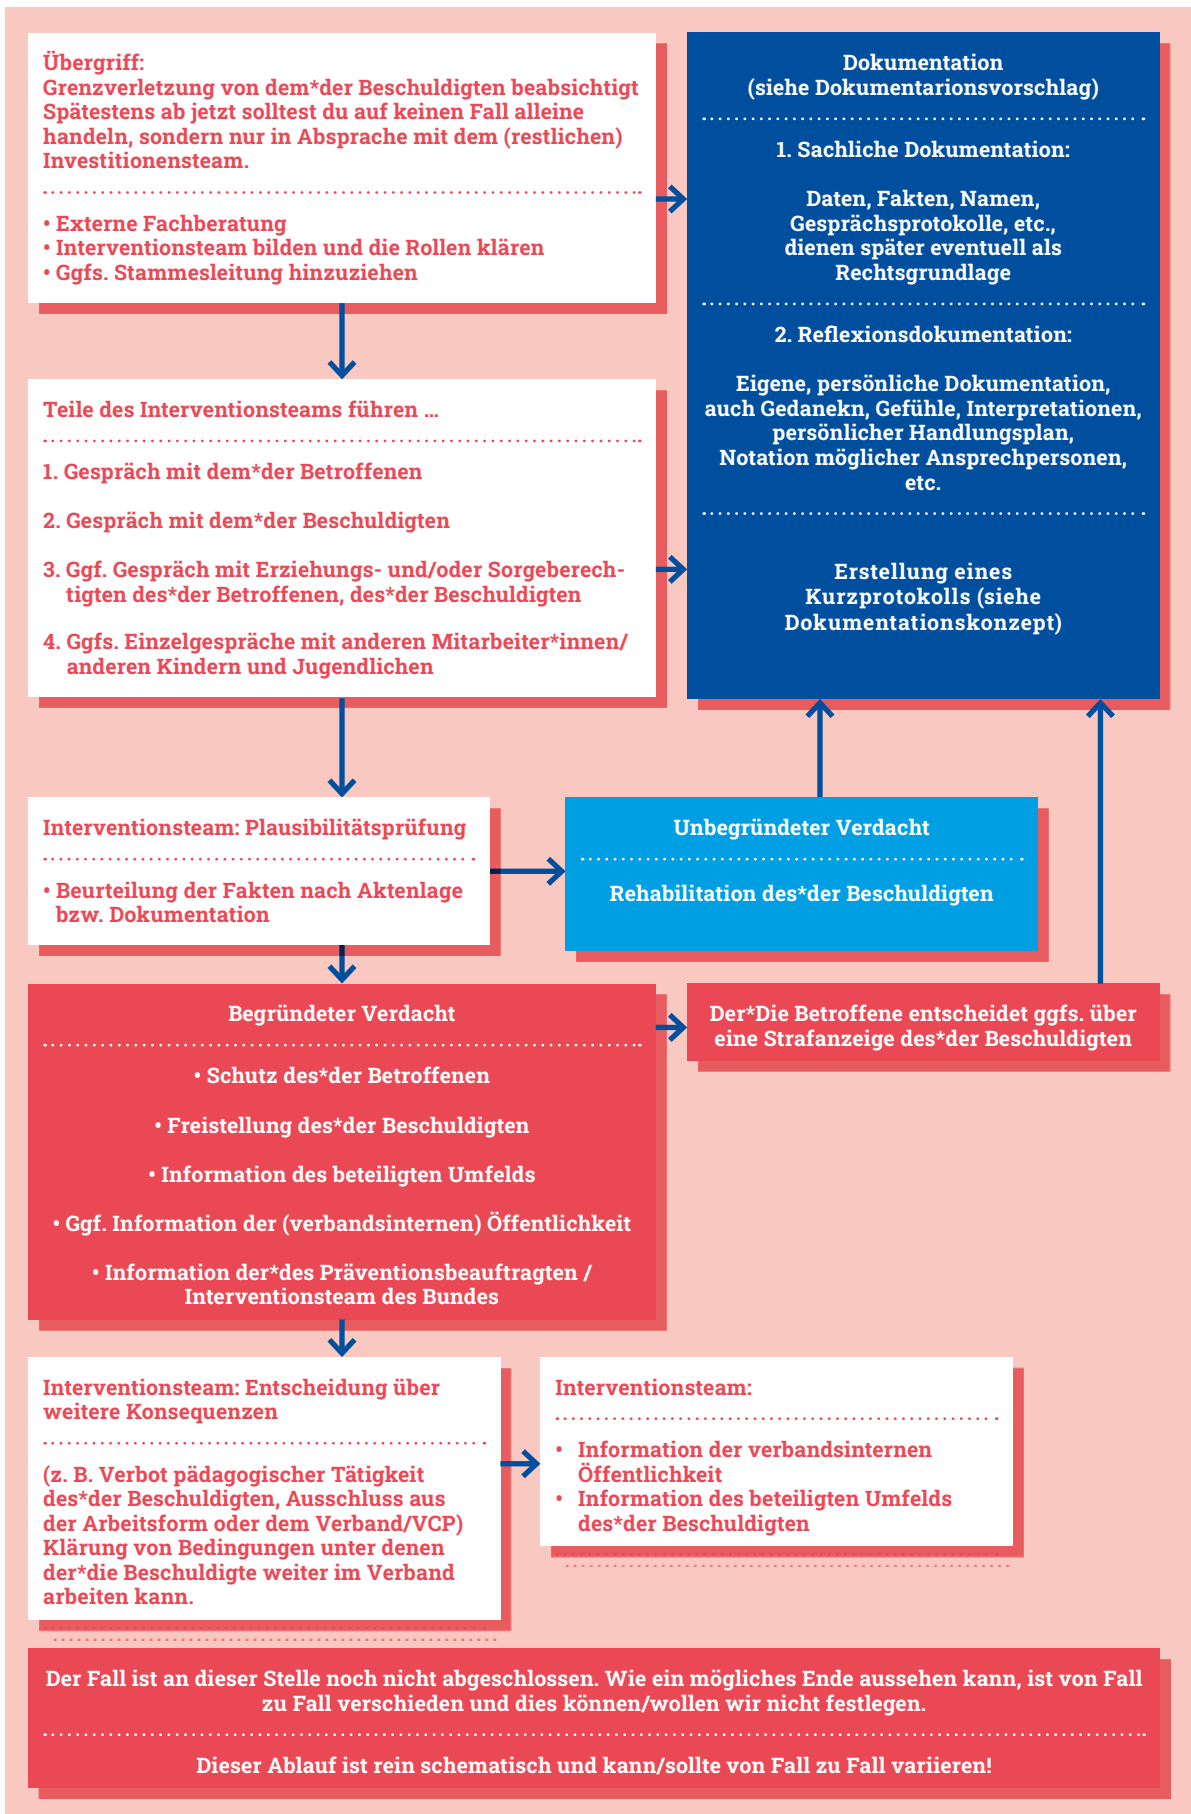 Übergriff:
Grenzverletzung von dem*der Beschuldigten beabsichtigt
Spätestens ab jetzt solltest du auf keinen Fall alleine
handeln, sondern nur in Absprache mit dem (restlichen)
Investitionensteam.
• Externe Fachberatung
• Interventionsteam bilden und die Rollen klären
• Ggfs. Stammesleitung hinzuziehen
Dokumentation
(siehe Dokumentarionsvorschlag)
1. Sachliche Dokumentation:
Daten, Fakten, Namen,
Gesprächsprotokolle, etc.,
dienen später eventuell als
Rechtsgrundlage
2. Reflexionsdokumentation:
Eigene, persönliche Dokumentation,
auch Gedanekn, Gefühle, Interpretationen,
persönlicher Handlungsplan,
Notation möglicher Ansprechpersonen,
etc.
Erstellung eines
Kurzprotokolls (siehe
Dokumentationskonzept)
Teile des Interventionsteams führen ...
1. Gespräch mit dem*der Betroffenen
2. Gespräch mit dem*der Beschuldigten
3. Ggf. Gespräch mit Erziehungs- und/oder Sorgeberech-
tigten des*der Betroffenen, des*der Beschuldigten
4. Ggfs. Einzelgespräche mit anderen Mitarbeiter*innen/
anderen Kindern und Jugendlichen
Interventionsteam: Plausibilitätsprüfung
• Beurteilung der Fakten nach Aktenlage
bzw. Dokumentation
Unbegründeter Verdacht
Rehabilitation des*der Beschuldigten
Begründeter Verdacht
• Schutz des*der Betroffenen
• Freistellung des*der Beschuldigten
• Information des beteiligten Umfelds
• Ggf. Information der (verbandsinternen) Öffentlichkeit
• Information der*des Präventionsbeauftragten /
Interventionsteam des Bundes
Der*Die Betroffene entscheidet ggfs. über
eine Strafanzeige des*der Beschuldigten
Interventionsteam: Entscheidung über
weitere Konsequenzen
(z. B. Verbot pädagogischer Tätigkeit
des*der Beschuldigten, Ausschluss aus
der Arbeitsform oder dem Verband/VCP)
Klärung von Bedingungen unter denen
der*die Beschuldigte weiter im Verband
arbeiten kann.
Interventionsteam:
• Information der verbandsinternen
Öffentlichkeit
• Information des beteiligten Umfelds
des*der Beschuldigten
Der Fall ist an dieser Stelle noch nicht abgeschlossen. Wie ein mögliches Ende aussehen kann, ist von Fall
zu Fall verschieden und dies können/wollen wir nicht festlegen.
Dieser Ablauf ist rein schematisch und kann/sollte von Fall zu Fall variieren!